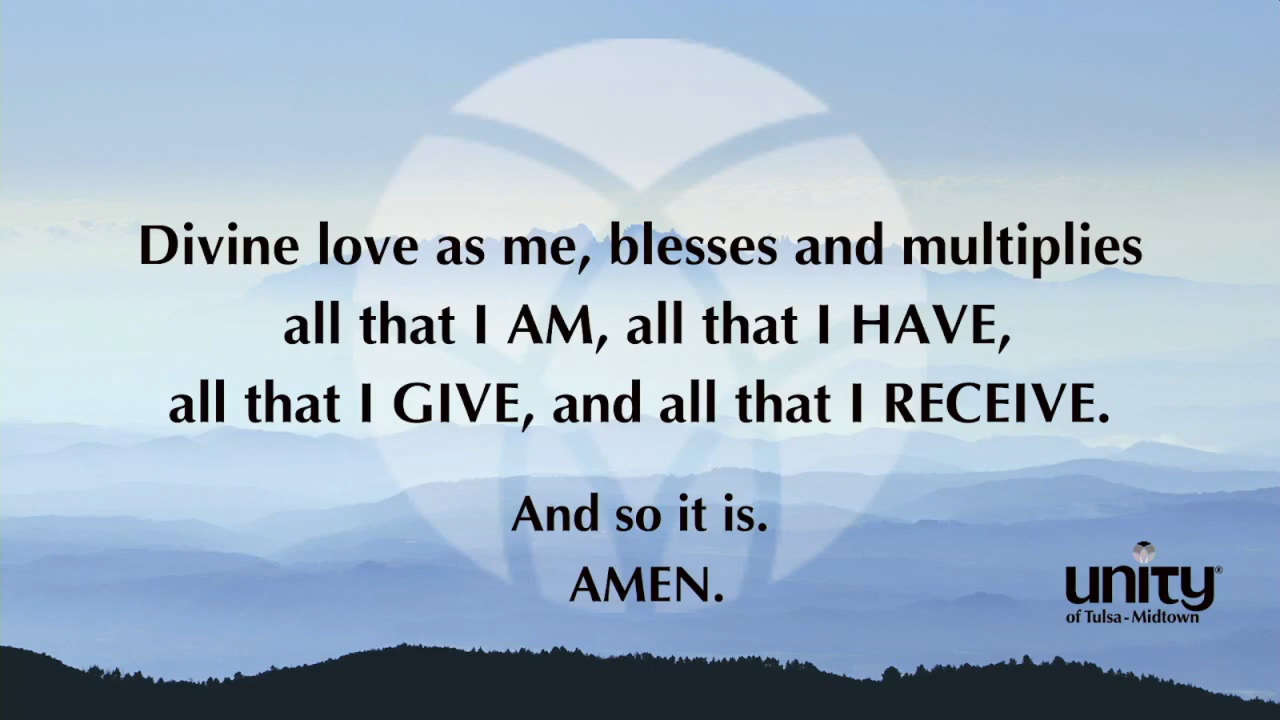 Divine love as me, blesses and multiplies
all that I AM, all that I HAVE,
all that I GIVE, and all that I RECEIVE.
And so it is.
AMEN.
unity®
of Tulsa-Midtown